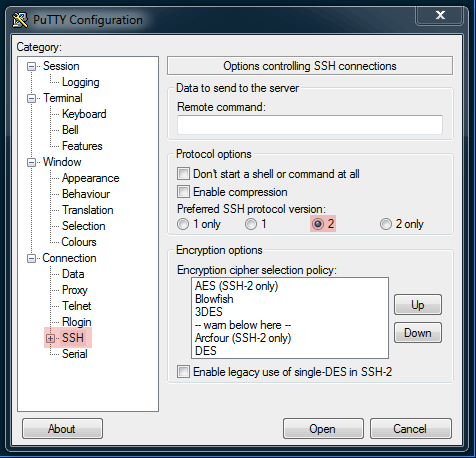 PuTTY Configuration
Category:
Session
Logging
Terminal
Keyboard
Bell
Features
Window
Appearance
Behaviour
Translation
Selection
Colours
Connection
Data
Proxy
Telnet
Rlogin
SSH
Serial
Options controlling SSH connections
Data to send to the server
Remote command:
Protocol options
Don't start a shell or command at all
Enable compression
Preferred SSH protocol version:
1 only 1 2 2 only
Encryption options
Encryption cipher selection policy:
AES (SSH-2 only)
Blowfish
3DES
-- warn below here --
Arcfour (SSH-2 only)
DES
Up
Down
Enable legacy use of single-DES in SSH-2
About Open Cancel